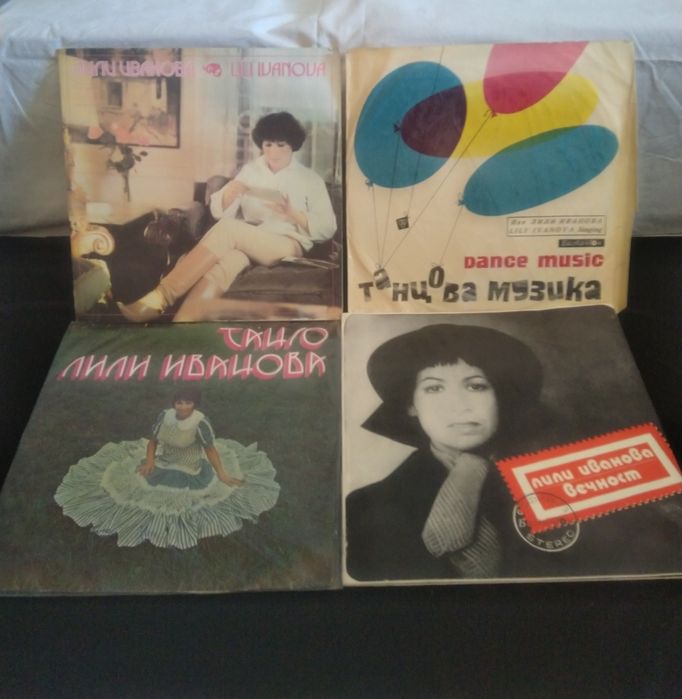 ЛИЛИ ИВАНОВА LILI IVANOVA
Пее ЛИЛИ ИВАНОВА
LILY IVANOVA Singing
Балкантон
DANCE MUSIC
ТАНЦОВА МУЗИКА
ТАНГО
ЛИЛИ ИВАНОВА
лили иванова
вечност
STEREO